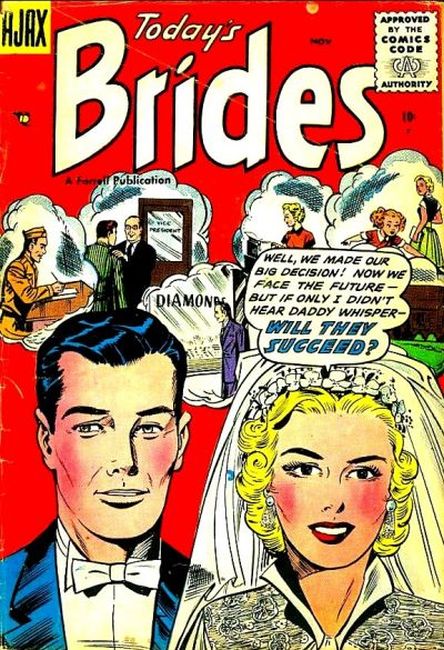 AJAX
Today's
Brides
NOV
APPROVED
BY THE
COMICS
CODE
CA
AUTHORITY
10¢
A Farrell Publication
VICE
PRESIDENT
DIAMONDS
WELL, WE MADE OUR
BIG DECISION! NOW WE
FACE THE FUTURE—
BUT IF ONLY I DIDN'T
HEAR DADDY WHISPER—
WILL THEY
SUCCEED?